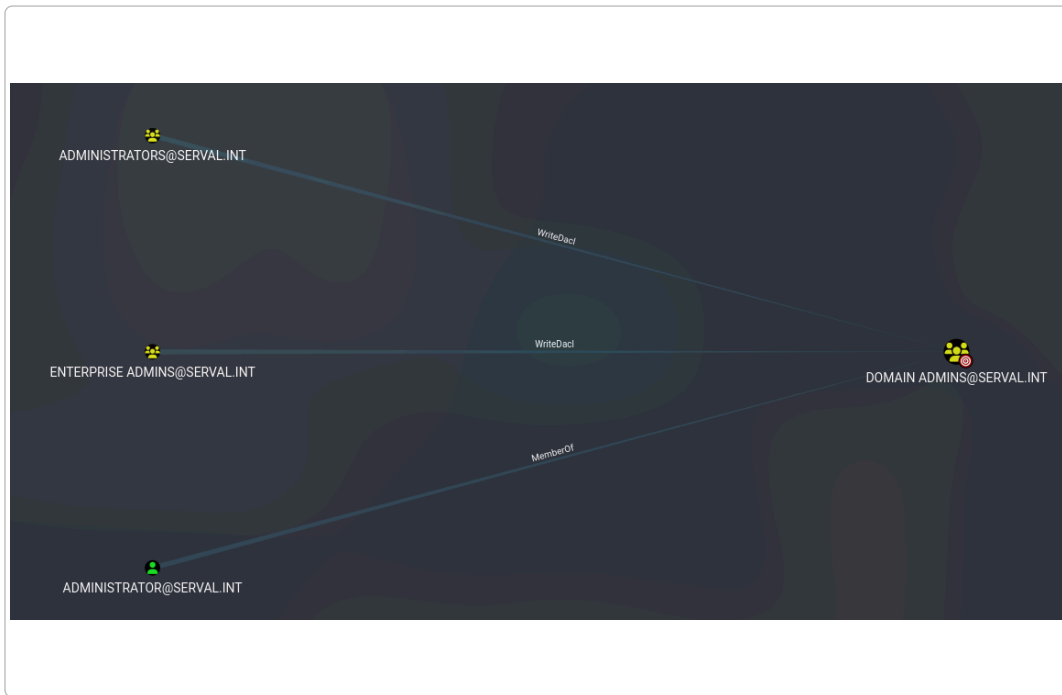 ADMINISTRATORS@SERVAL.INT
WriteDacl
WriteDacl
ENTERPRISE ADMINS@SERVAL.INT
DOMAIN ADMINS@SERVAL.INT
MemberOf
ADMINISTRATOR@SERVAL.INT